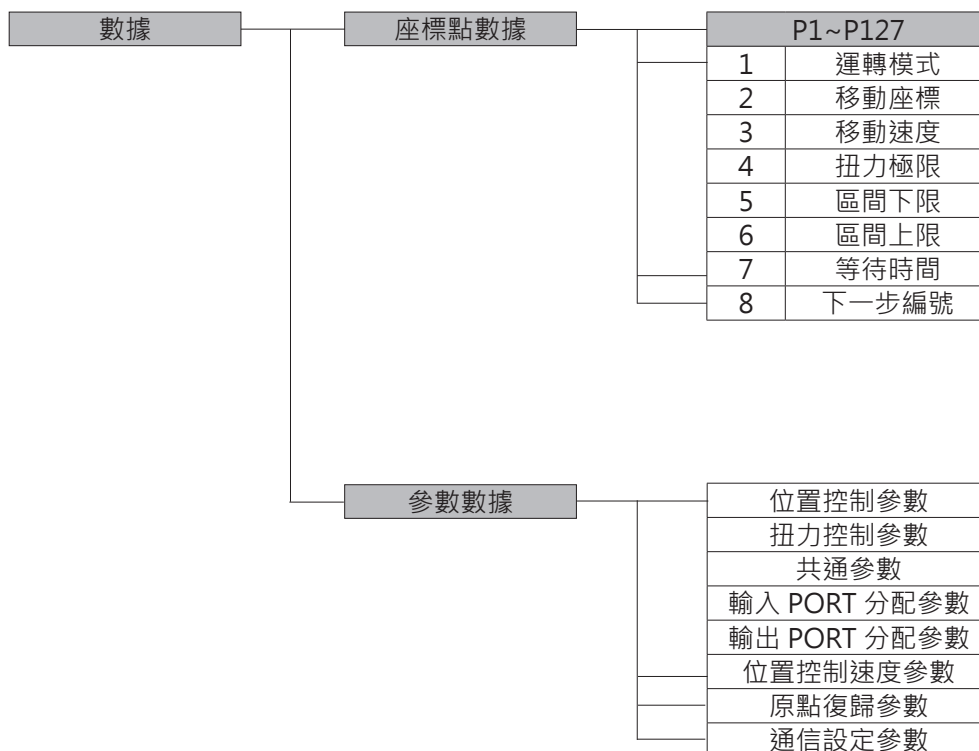 數據
座標點數據
P1~P127
1 運轉模式
2 移動座標
3 移動速度
4 扭力極限
5 區間下限
6 區間上限
7 等待時間
8 下一步編號
參數數據
位置控制參數
扭力控制參數
共通參數
輸入 PORT 分配參數
輸出 PORT 分配參數
位置控制速度參數
原點復歸參數
通信設定參數